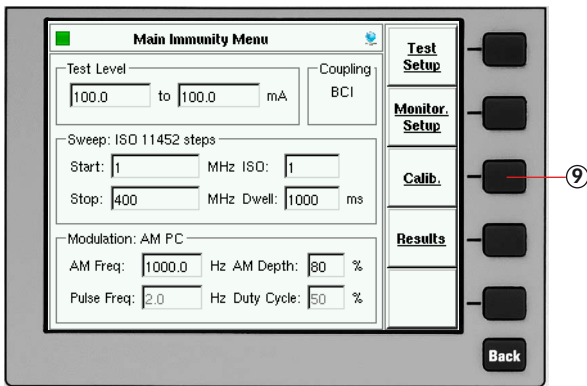 Main Immunity Menu
Test Level
100.0 to 100.0 mA
Coupling
BCI
Sweep: ISO 11452 steps
Start: 1 MHz ISO: 1
Stop: 400 MHz Dwell: 1000 ms
Modulation: AM PC
AM Freq: 1000.0 Hz AM Depth: 80 %
Pulse Freq: 2.0 Hz Duty Cycle: 50 %
Test
Setup
Monitor.
Setup
Calib.
Results
9
Back